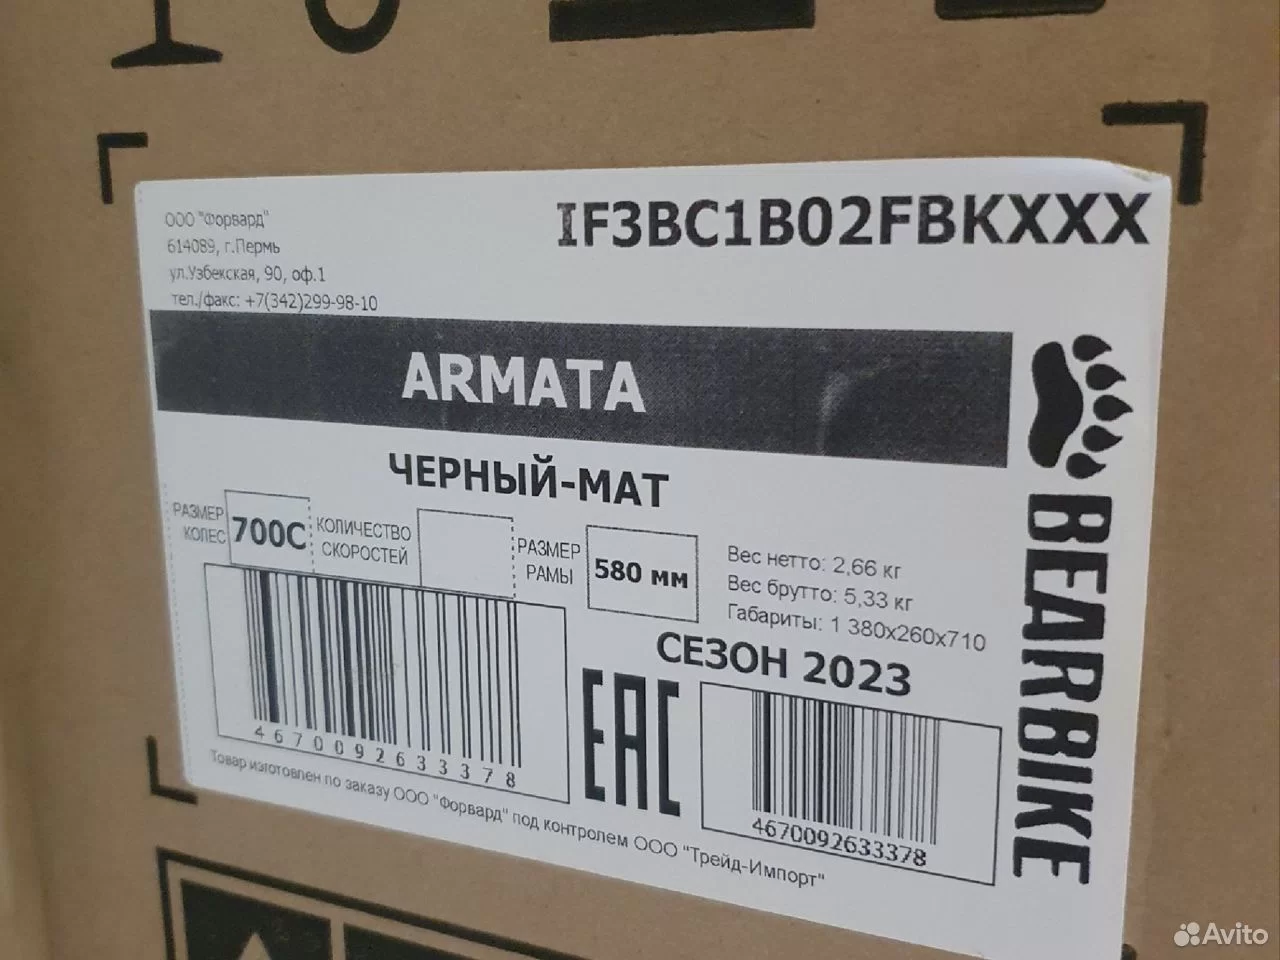 ООО "Форвард"
614089, г.Пермь
ул.Узбекская, 90, оф.1
тел./факс: +7(342)299-98-10
IF3BC1B02FBKXXX
ARMATA
ЧЕРНЫЙ-МАТ
РАЗМЕР КОЛЕС
700C
КОЛИЧЕСТВО СКОРОСТЕЙ
РАЗМЕР РАМЫ
580 мм
Вес нетто: 2,66 кг
Вес брутто: 5,33 кг
Габариты: 1 380x260x710
СЕЗОН 2023
4670092633378
EAC
4670092633378
Товар изготовлен по заказу ООО "Форвард" под контролем ООО "Трейд-Импорт"
BEARBIKE
Avito